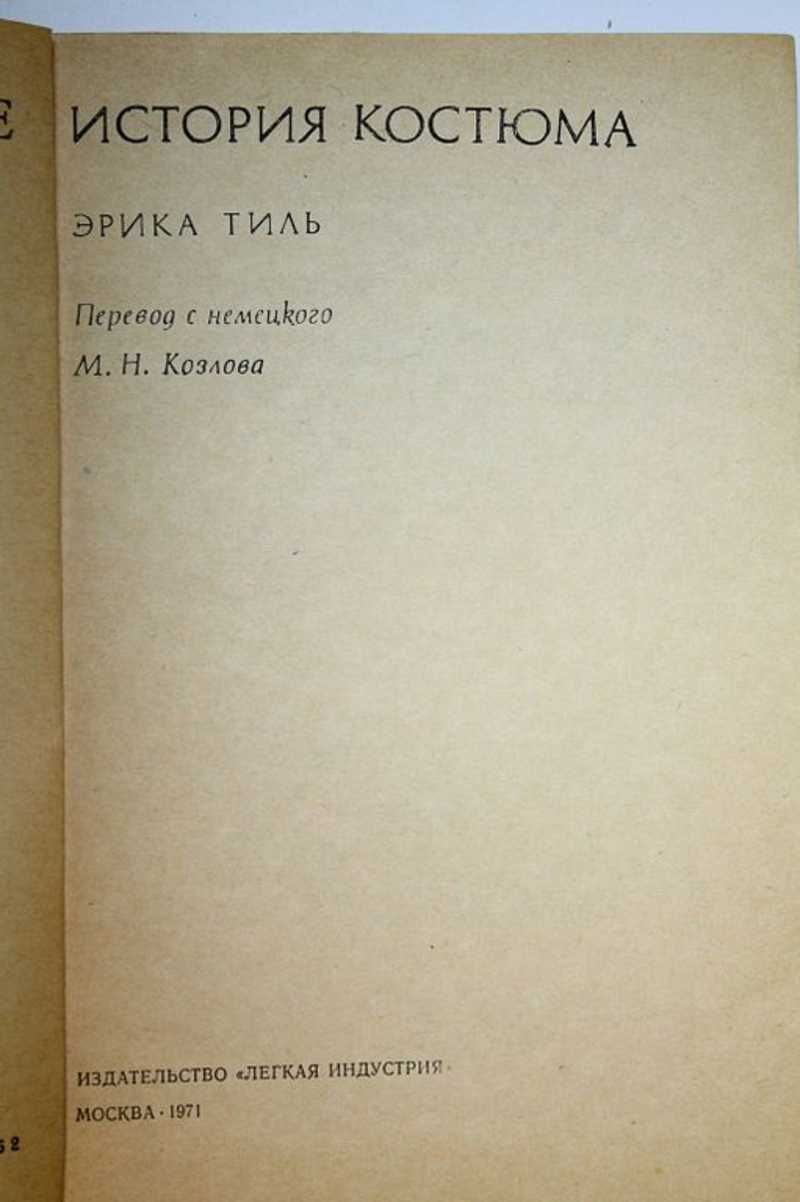 ИСТОРИЯ КОСТЮМА
ЭРИКА ТИЛЬ
Перевод с немецкого
М. Н. Козлова
ИЗДАТЕЛЬСТВО «ЛЕГКАЯ ИНДУСТРИЯ»
МОСКВА · 1971